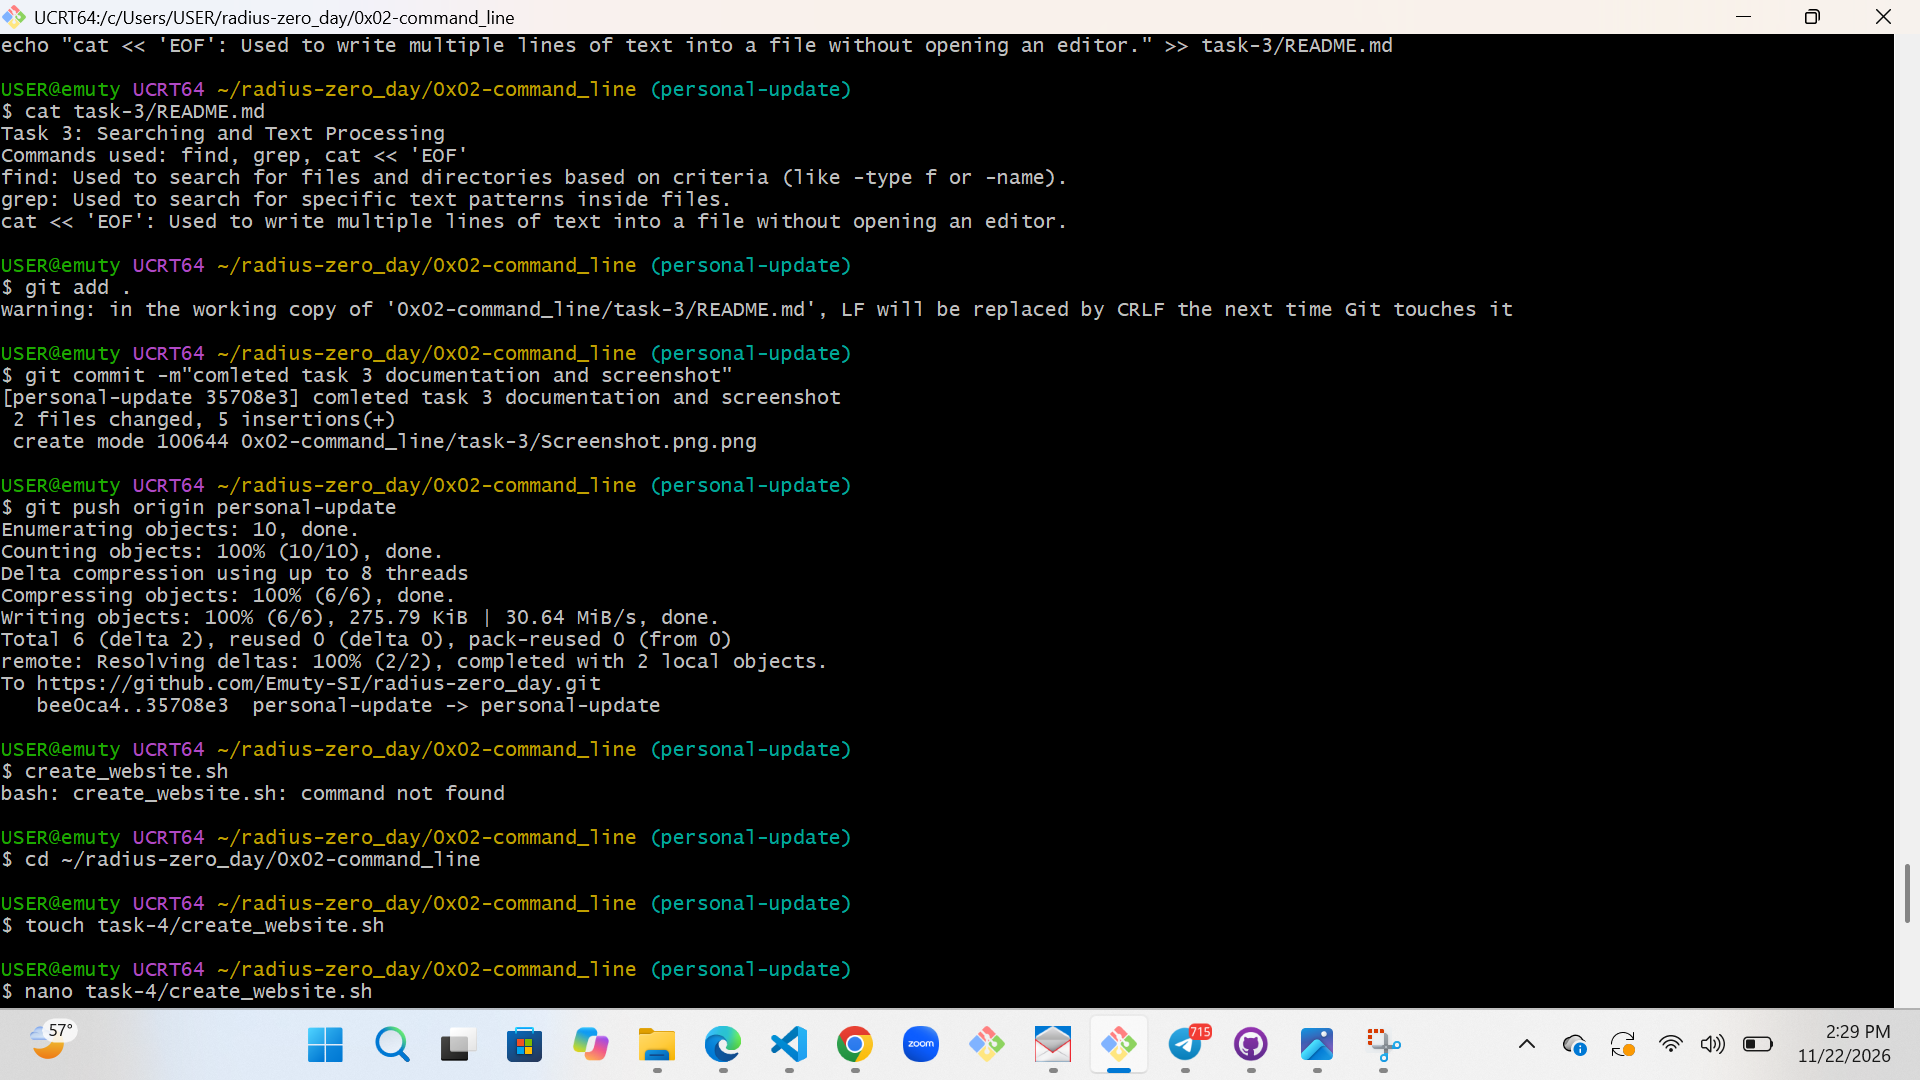 UCRT64:/c/Users/USER/radius-zero_day/0x02-command_line
echo "cat << 'EOF': Used to write multiple lines of text into a file without opening an editor." >> task-3/README.md
USER@emuty UCRT64 ~/radius-zero_day/0x02-command_line (personal-update)
$ cat task-3/README.md
Task 3: Searching and Text Processing
Commands used: find, grep, cat << 'EOF'
find: Used to search for files and directories based on criteria (like -type f or -name).
grep: Used to search for specific text patterns inside files.
cat << 'EOF': Used to write multiple lines of text into a file without opening an editor.
USER@emuty UCRT64 ~/radius-zero_day/0x02-command_line (personal-update)
$ git add .
warning: in the working copy of '0x02-command_line/task-3/README.md', LF will be replaced by CRLF the next time Git touches it
USER@emuty UCRT64 ~/radius-zero_day/0x02-command_line (personal-update)
$ git commit -m"comleted task 3 documentation and screenshot"
[personal-update 35708e3] comleted task 3 documentation and screenshot
2 files changed, 5 insertions(+)
create mode 100644 0x02-command_line/task-3/Screenshot.png.png
USER@emuty UCRT64 ~/radius-zero_day/0x02-command_line (personal-update)
$ git push origin personal-update
Enumerating objects: 10, done.
Counting objects: 100% (10/10), done.
Delta compression using up to 8 threads
Compressing objects: 100% (6/6), done.
Writing objects: 100% (6/6), 275.79 KiB | 30.64 MiB/s, done.
Total 6 (delta 2), reused 0 (delta 0), pack-reused 0 (from 0)
remote: Resolving deltas: 100% (2/2), completed with 2 local objects.
To https://github.com/Emuty-SI/radius-zero_day.git
bee0ca4..35708e3  personal-update -> personal-update
USER@emuty UCRT64 ~/radius-zero_day/0x02-command_line (personal-update)
$ create_website.sh
bash: create_website.sh: command not found
USER@emuty UCRT64 ~/radius-zero_day/0x02-command_line (personal-update)
$ cd ~/radius-zero_day/0x02-command_line
USER@emuty UCRT64 ~/radius-zero_day/0x02-command_line (personal-update)
$ touch task-4/create_website.sh
USER@emuty UCRT64 ~/radius-zero_day/0x02-command_line (personal-update)
$ nano task-4/create_website.sh
57°
zoom
715
2:29 PM
11/22/2026